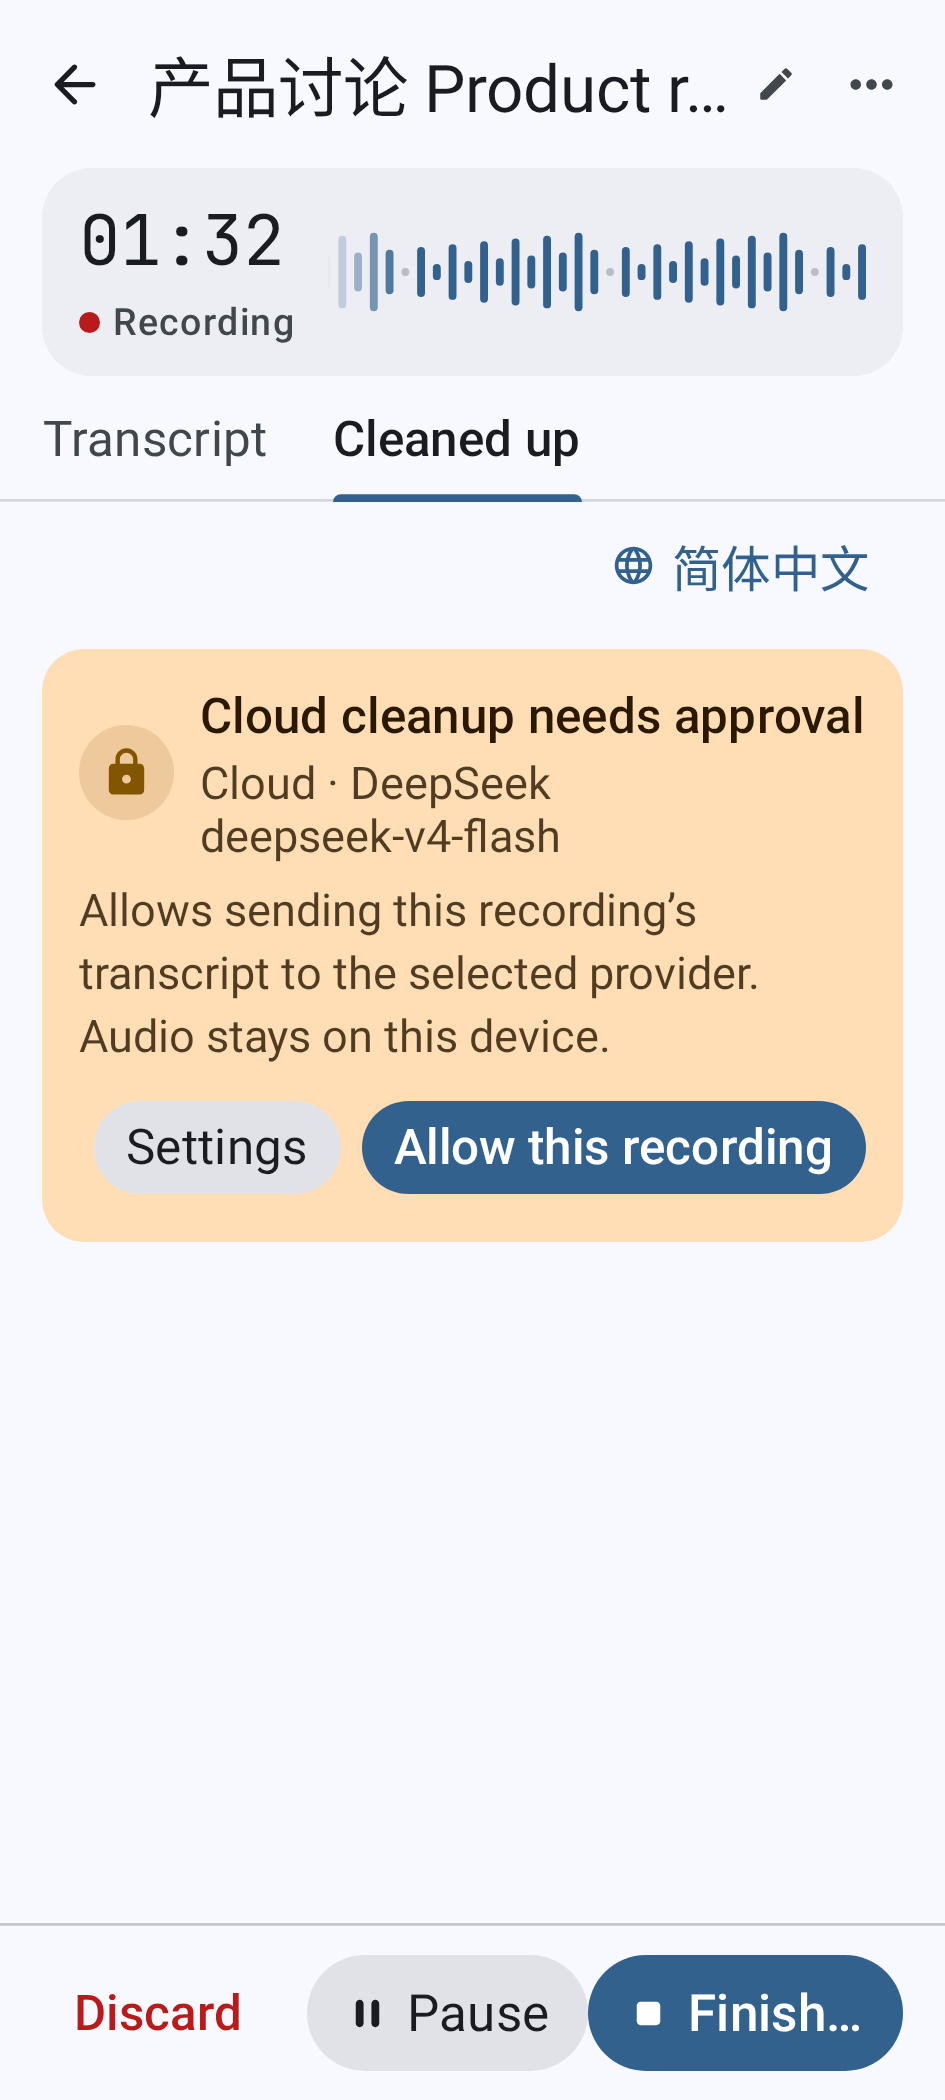 产品讨论 Product r...
01:32
Recording
Transcript
Cleaned up
简体中文
Cloud cleanup needs approval
Cloud · DeepSeek
deepseek-v4-flash
Allows sending this recording’s
transcript to the selected provider.
Audio stays on this device.
Settings
Allow this recording
Discard
Pause
Finish...